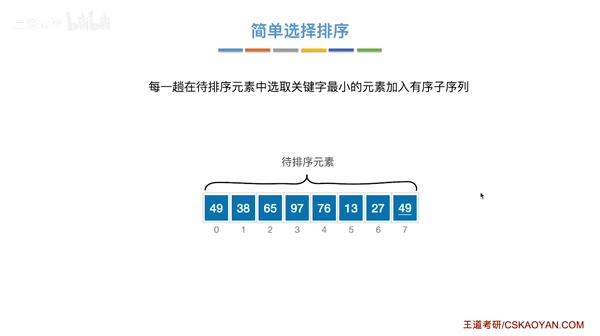 简单选择排序
每一趟在待排序元素中选取关键字最小的元素加入有序子序列
待排序元素
49 38 65 97 76 13 27 49
0 1 2 3 4 5 6 7
王道考研/CSKAOYAN.COM